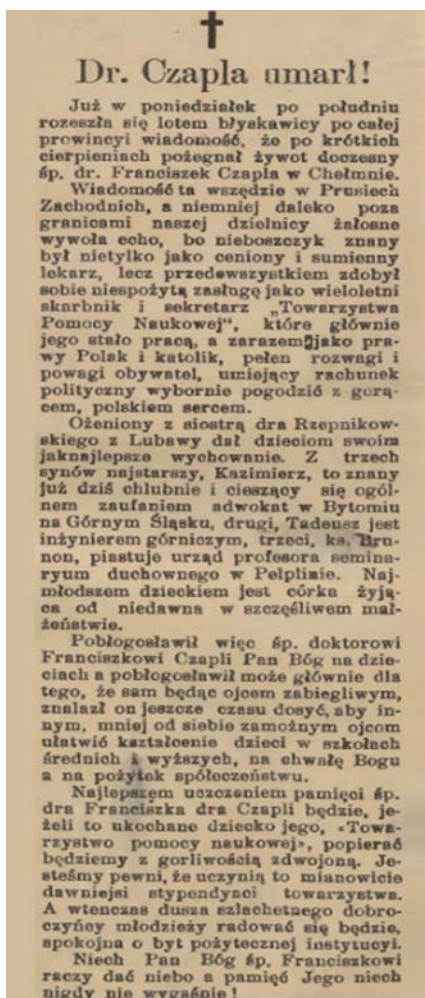 Dr. Czapla umarł!
Już w poniedziałek po południu
rozeszła się lotem błyskawicy po całej
prowincyi wiadomość, że po krótkich
cierpieniach pożegnał żywot doczesny
śp. dr. Franciszek Czapla w Chełmnie.
Wiadomość ta wszędzie w Prusiech
Zachodnich, a niemniej daleko poza
granicami naszej dzielnicy żałosne
wywoła echo, bo nieboszczyk znany
był nietylko jako ceniony i sumienny
lekarz, lecz przedewszystkiem zdobył
sobie niespożytą zasługę jako wieloletni
skarbnik i sekretarz „Towarzystwa
Pomocy Naukowej“, które głównie
jego stało pracą, a zarazem jako pra-
wy Polak i katolik, pełen rozwagi i
powagi obywatel, umiejący rachunek
polityczny wybornie pogodzić z gorą-
cem, polskiem sercem.
Ożeniony z siostrą dra Rzepnikow-
skiego z Lubawy dał dzieciom swoim
jaknajlepsze wychowanie. Z trzech
synów najstarszy, Kazimierz, to znany
już dziś chlubnie i cieszący się ogól-
nem zaufaniem adwokat w Bytomiu
na Górnym Śląsku, drugi, Tadeusz jest
inżynierem górniczym, trzeci, ks. Bru-
non, piastuje urząd profesora semina-
ryum duchownego w Pelplinie. Naj-
młodszem dzieckiem jest córka żyją-
ca od niedawna w szczęśliwem mał-
żeństwie.
Pobłogosławił więc śp. doktorowi
Franciszkowi Czapli Pan Bóg na dzie-
ciach a pobłogosławił może głównie dla
tego, że sam będąc ojcem zabiegliwym,
znalazł on jeszcze czasu dosyć, aby in-
nym, mniej od siebie zamożnym ojcom
ułatwić kształcenie dzieci w szkołach
średnich i wyższych, na chwałę Bogu
a na pożytek społeczeństwu.
Najlepszem uczczeniem pamięci śp.
dra Franciszka dra Czapli będzie, je-
żeli to ukochane dziecko jego, «Towa-
rzystwo pomocy naukowej», popierać
będziemy z gorliwością zdwojoną. Je-
steśmy pewni, że uczynią to mianowicie
dawniejsi stypendyaci towarzystwa.
A wtenczas dusza szlachetnego dobro-
czyńcy młodzieży radować się będzie,
spokojna o byt pożytecznej instytucyi.
Niech Pan Bóg śp. Franciszkowi
raczy dać niebo a pamięć Jego niech
nigdy nie wygaśnie!